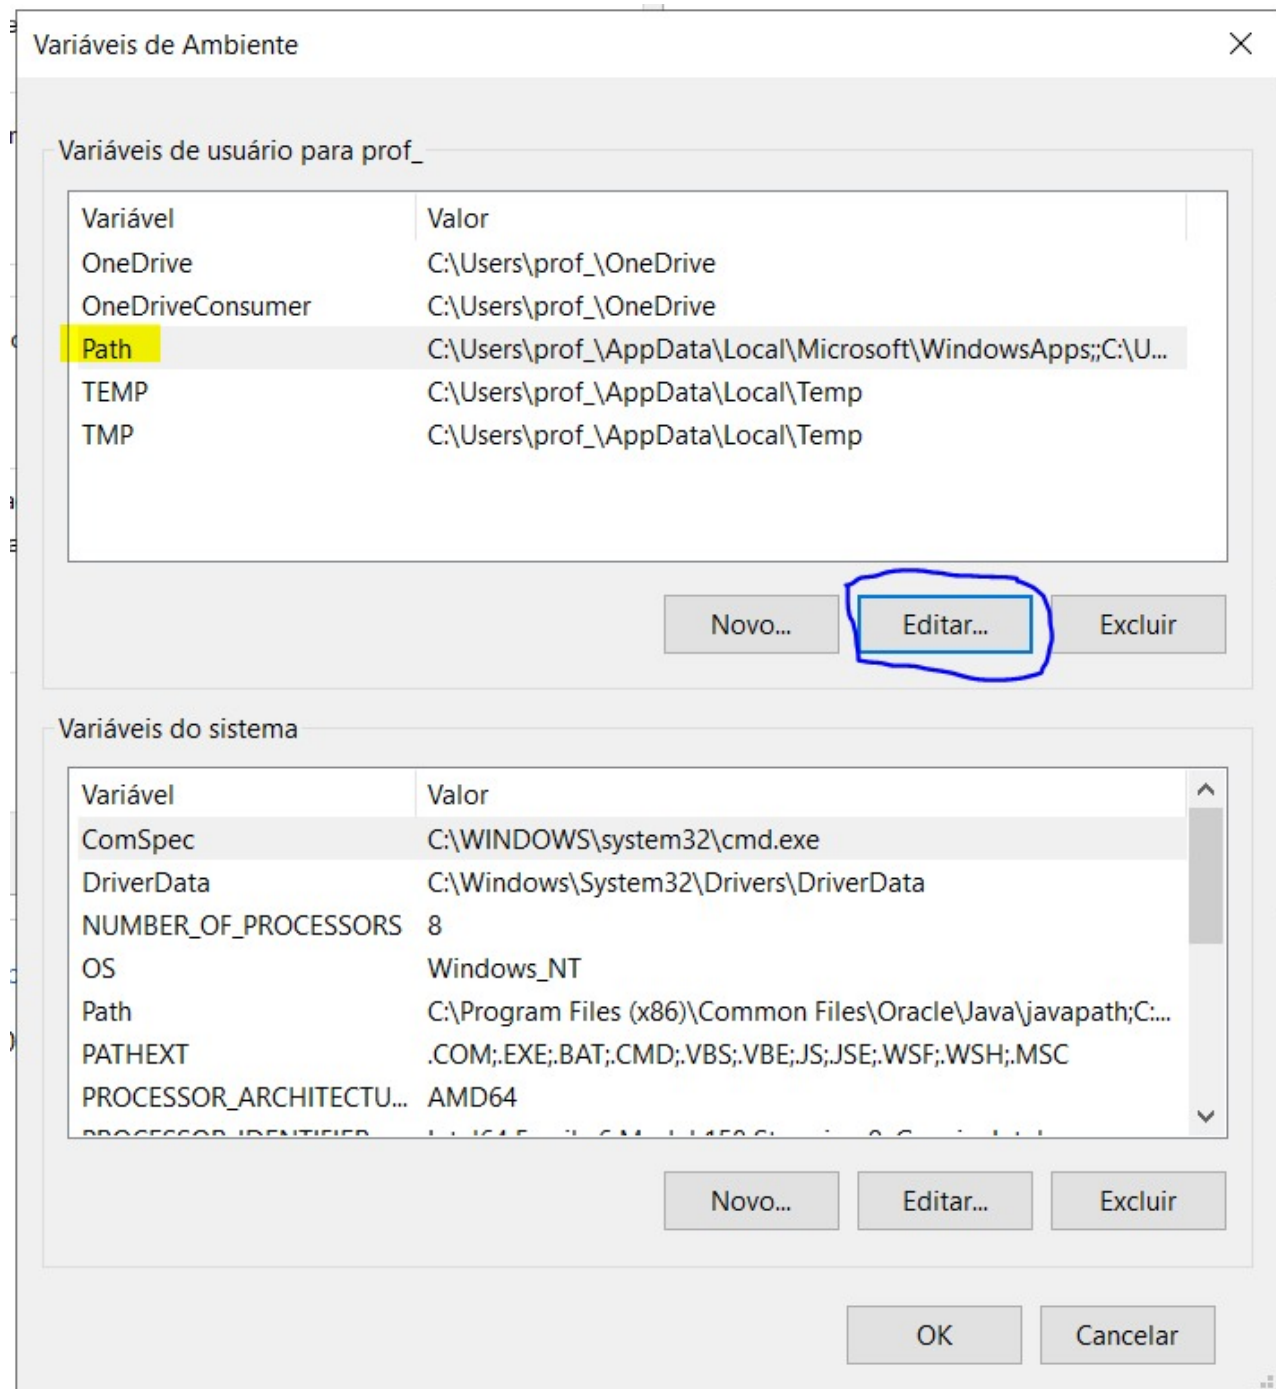 Variáveis de Ambiente
Variáveis de usuário para prof_
Variável Valor
OneDrive C:\Users\prof_\OneDrive
OneDriveConsumer C:\Users\prof_\OneDrive
Path C:\Users\prof_\AppData\Local\Microsoft\WindowsApps;;C:\U...
TEMP C:\Users\prof_\AppData\Local\Temp
TMP C:\Users\prof_\AppData\Local\Temp
Novo... Editar... Excluir
Variáveis do sistema
Variável Valor
ComSpec C:\WINDOWS\system32\cmd.exe
DriverData C:\Windows\System32\Drivers\DriverData
NUMBER_OF_PROCESSORS 8
OS Windows_NT
Path C:\Program Files (x86)\Common Files\Oracle\Java\javapath;C:...
PATHEXT .COM;.EXE;.BAT;.CMD;.VBS;.VBE;.JS;.JSE;.WSF;.WSH;.MSC
PROCESSOR_ARCHITECTU... AMD64
Novo... Editar... Excluir
OK Cancelar